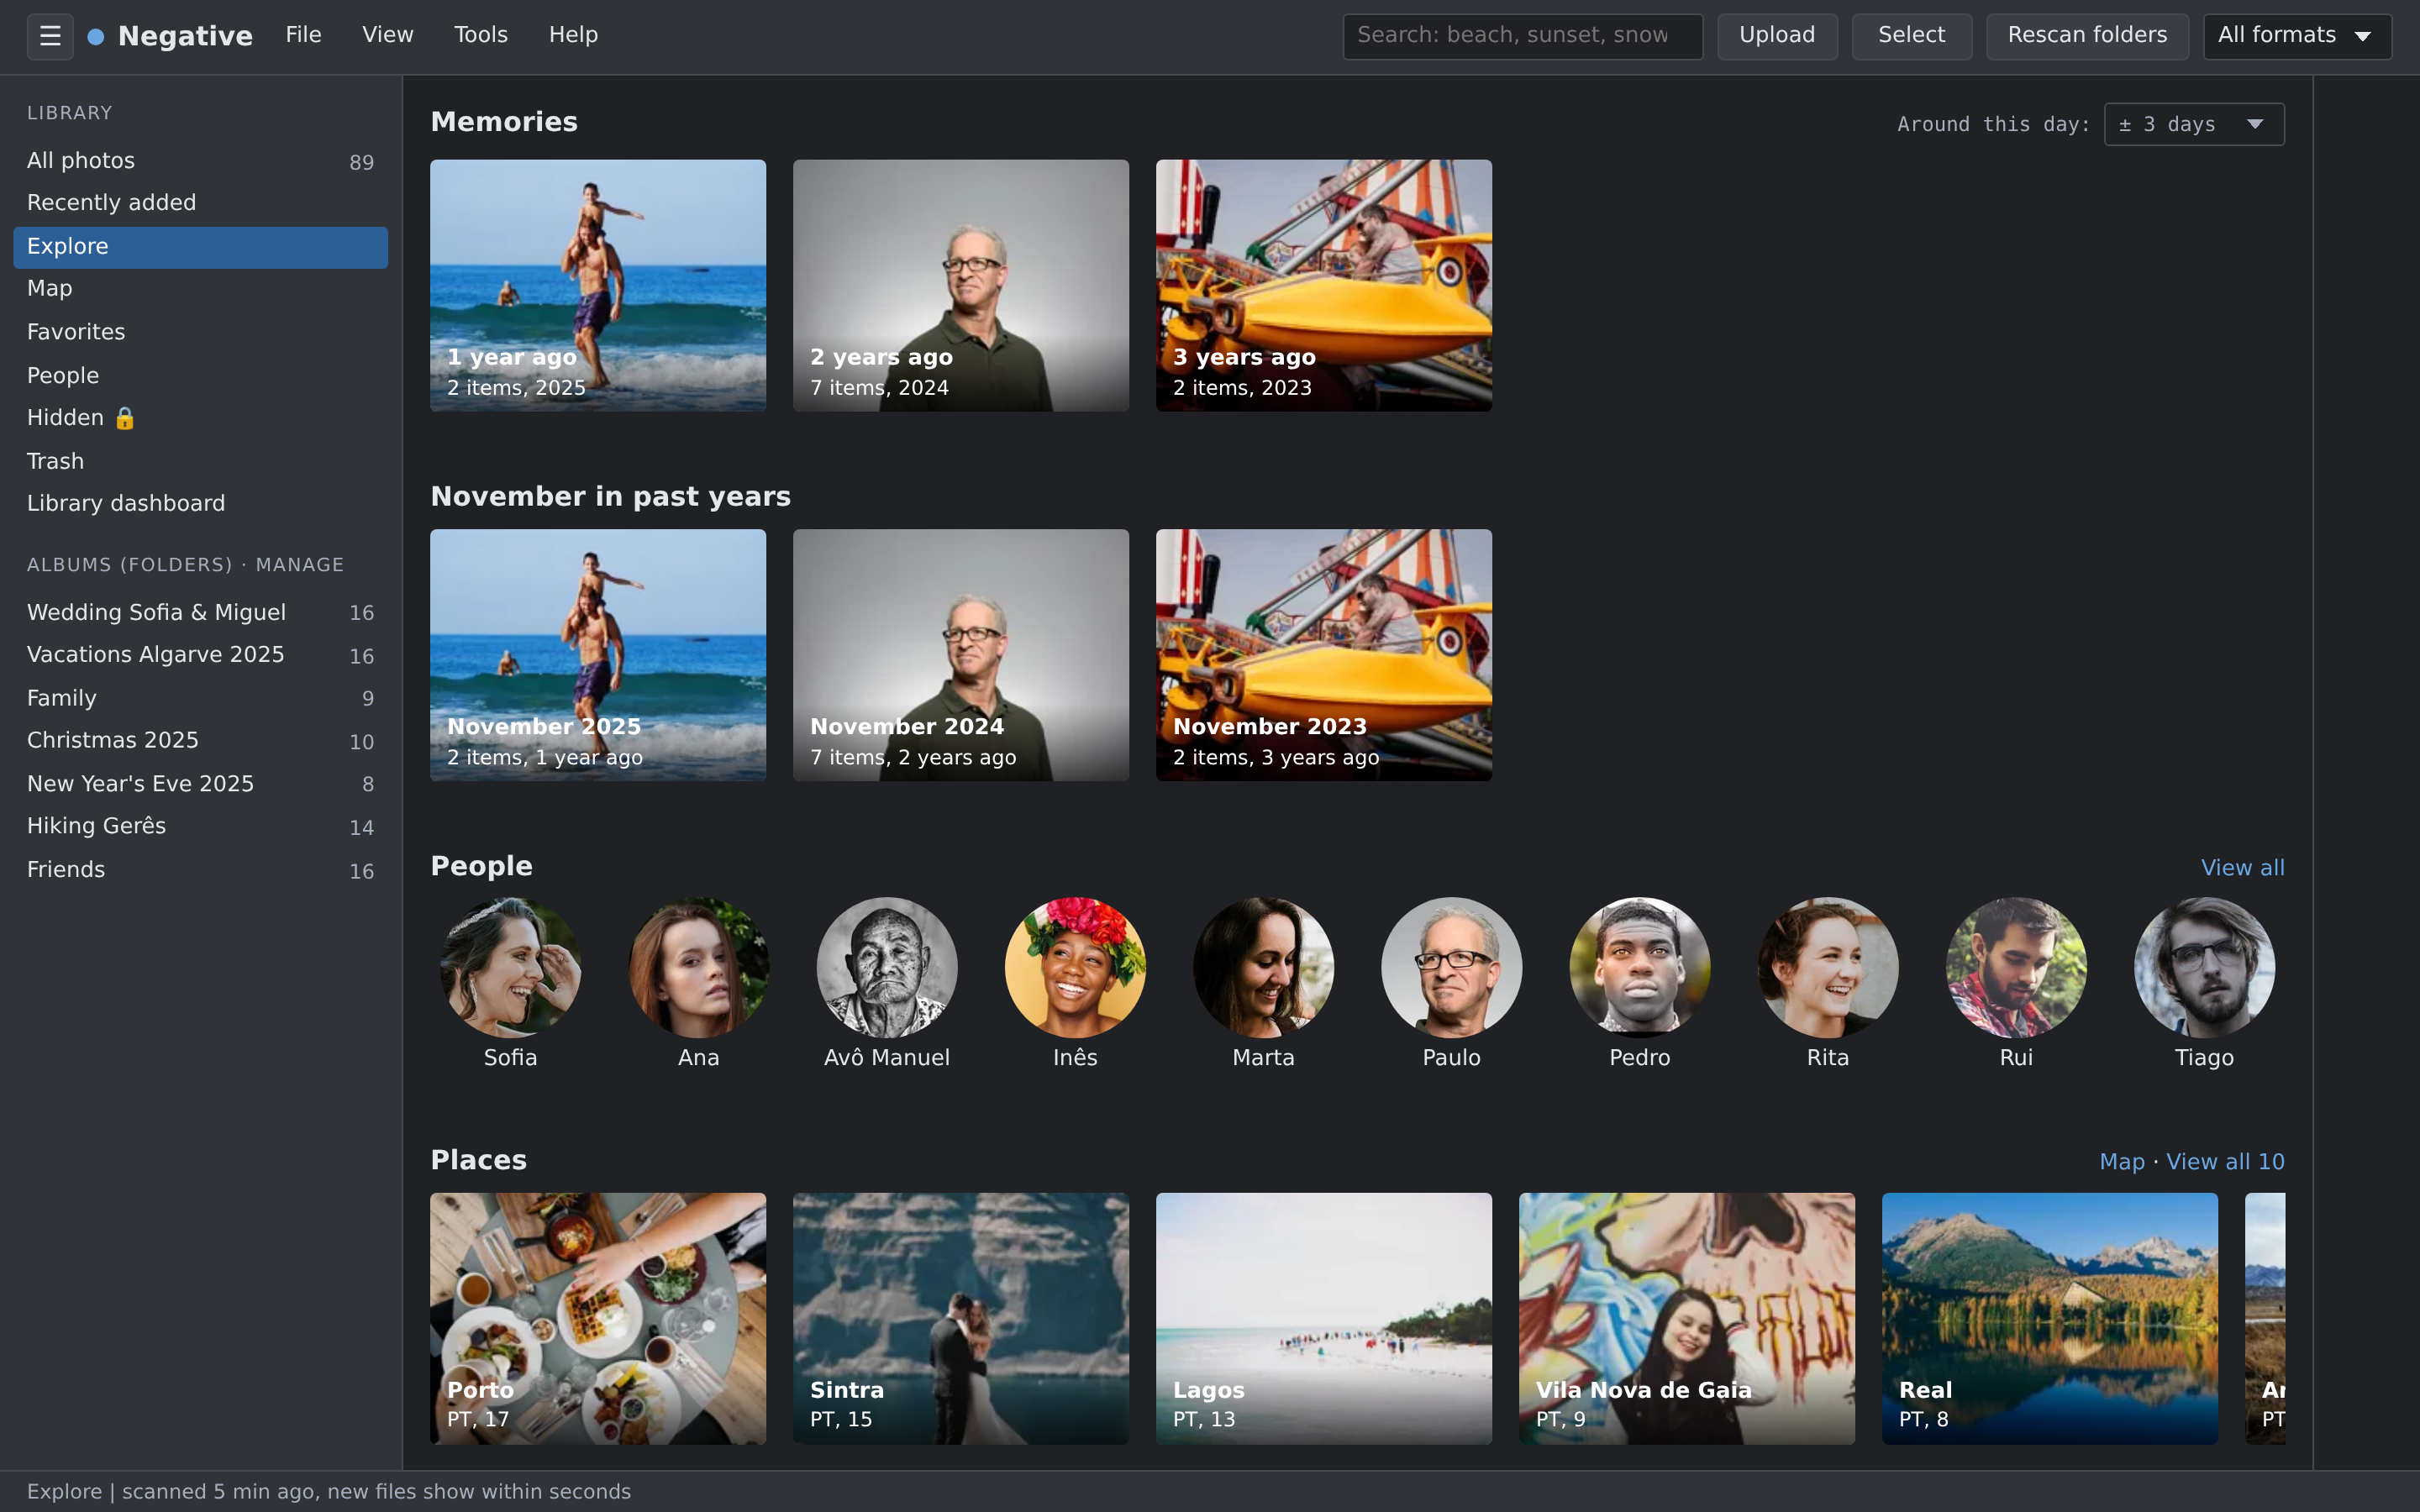 ☰ Negative File View Tools Help Search: beach, sunset, snow Upload Select Rescan folders All formats
LIBRARY
All photos 89
Recently added
Explore
Map
Favorites
People
Hidden 🔒
Trash
Library dashboard
ALBUMS (FOLDERS) · MANAGE
Wedding Sofia & Miguel 16
Vacations Algarve 2025 16
Family 9
Christmas 2025 10
New Year's Eve 2025 8
Hiking Gerês 14
Friends 16
Memories Around this day: ± 3 days
1 year ago
2 items, 2025
2 years ago
7 items, 2024
3 years ago
2 items, 2023
November in past years
November 2025
2 items, 1 year ago
November 2024
7 items, 2 years ago
November 2023
2 items, 3 years ago
People View all
Sofia
Ana
Avô Manuel
Inês
Marta
Paulo
Pedro
Rita
Rui
Tiago
Places Map · View all 10
Porto
PT, 17
Sintra
PT, 15
Lagos
PT, 13
Vila Nova de Gaia
PT, 9
Real
PT, 8
PT
Explore | scanned 5 min ago, new files show within seconds